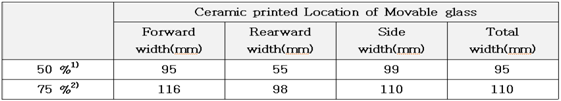 Ceramic printed Location of Movable glass
Forward width(mm) Rearward width(mm) Side width(mm) Total width(mm)
50 %1) 95 55 99 95
75 %2) 116 98 110 110